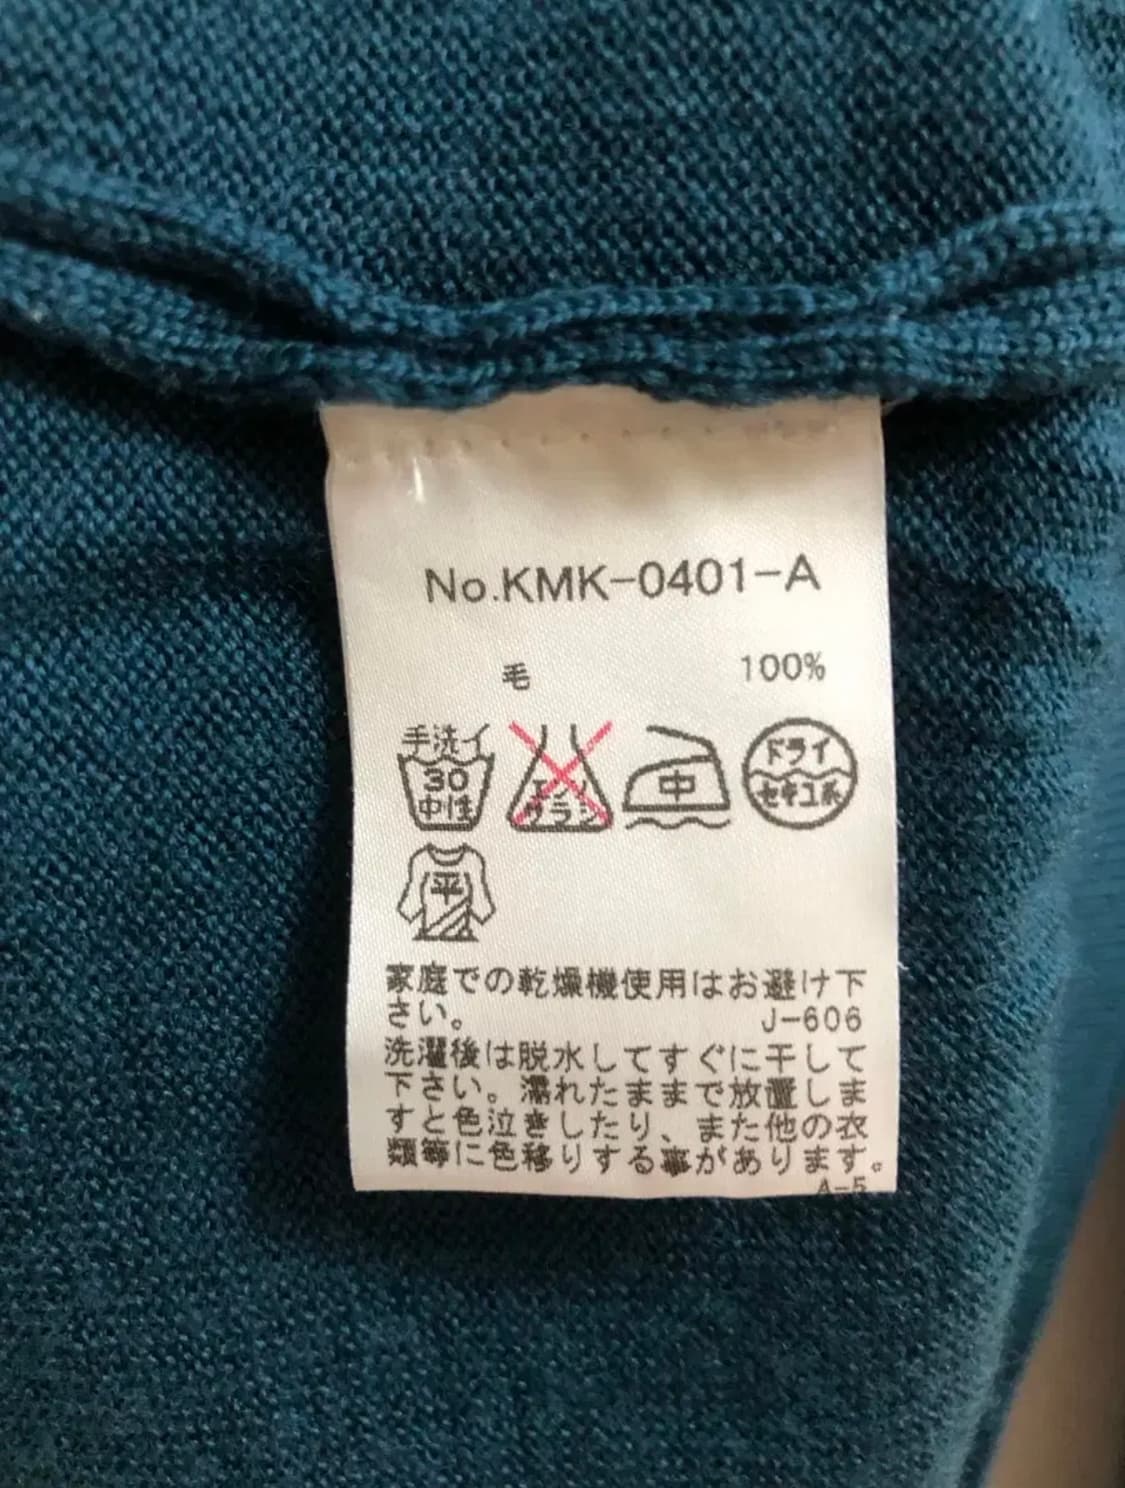 No.KMK-0401-A
毛 100%
手洗イ
30
中性
エンソ
サラシ
中
ドライ
セキユ系
平
家庭での乾燥機使用はお避け下
さい。 J-606
洗濯後は脱水してすぐに干して
下さい。濡れたままで放置しま
すと色泣きしたり、また他の衣
類等に色移りする事があります。
A-5